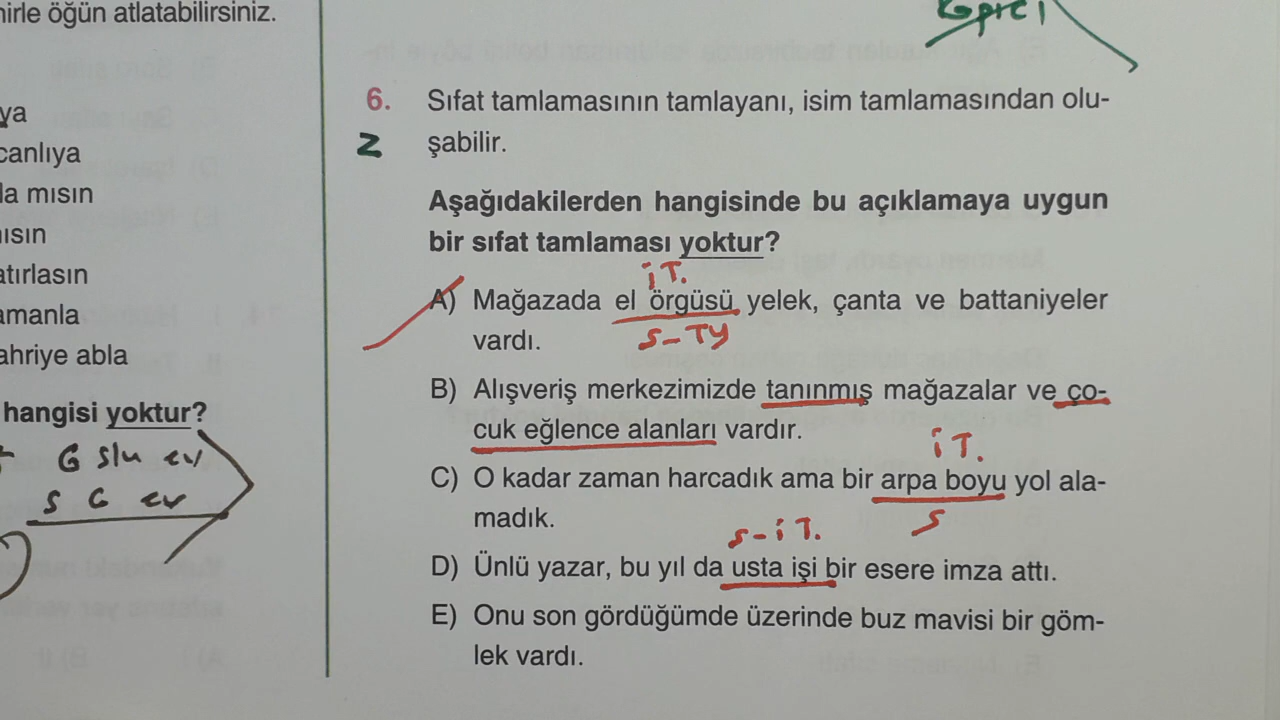 nirle öğün atlatabilirsiniz.
ya
canlıya
la mısın
nısın
atırlasın
amanla
ahriye abla
hangisi yoktur?
G slu ev
S G ev
6. Sıfat tamlamasının tamlayanı, isim tamlamasından olu-
2 şabilir.
Aşağıdakilerden hangisinde bu açıklamaya uygun
bir sıfat tamlaması yoktur?
İT.
A) Mağazada el örgüsü yelek, çanta ve battaniyeler
vardı.
S-TY
B) Alışveriş merkezimizde tanınmış mağazalar ve ço-
cuk eğlence alanları vardır.
İT.
C) O kadar zaman harcadık ama bir arpa boyu yol ala-
madık.
S
S-İT.
D) Ünlü yazar, bu yıl da usta işi bir esere imza attı.
E) Onu son gördüğümde üzerinde buz mavisi bir göm-
lek vardı.